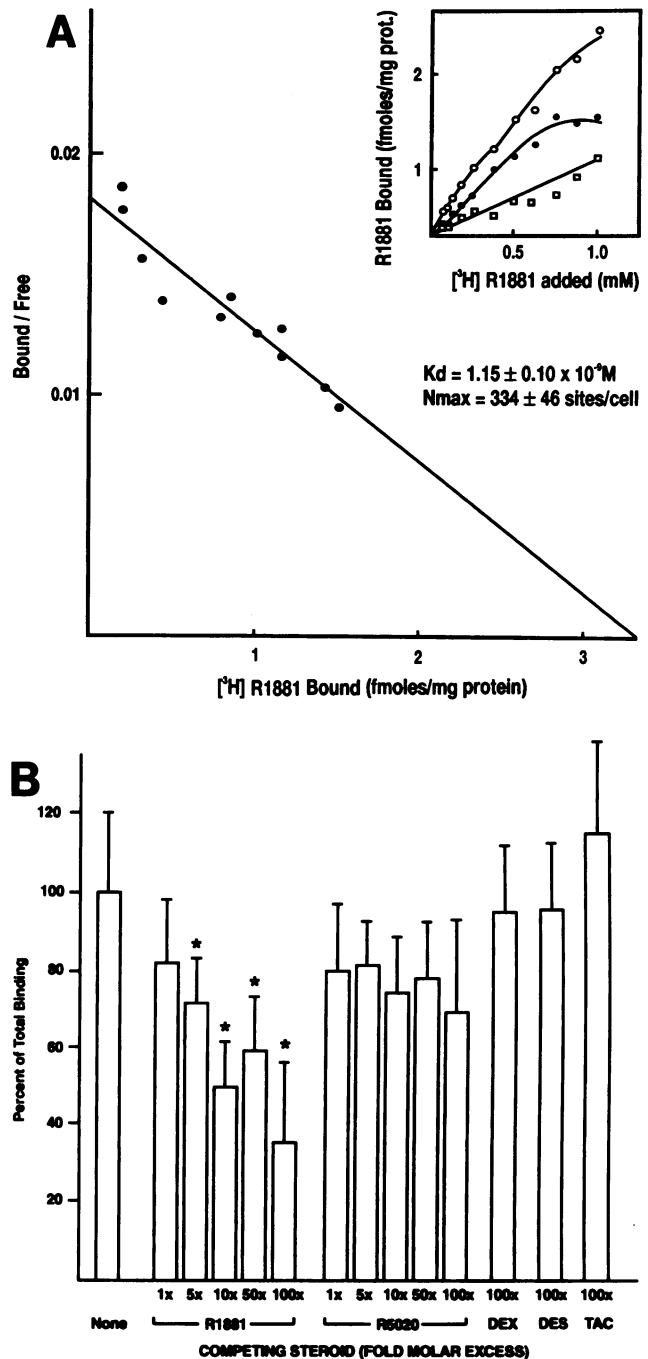 A
0.02
0.01
Bound / Free
1
2
3
[³H] R1881 Bound (fmoles/mg protein)
R1881 Bound (fmoles/mg prot.)
2
1
0.5
1.0
[³H] R1881 added (mM)
Kd = 1.15 ± 0.10 x 10⁻⁹M
Nmax = 334 ± 46 sites/cell
B
Percent of Total Binding
120
100
80
60
40
20
* * * *
1x 5x 10x 50x 100x 1x 5x 10x 50x 100x 100x 100x 100x
None R1881 R5020 DEX DES TAC
COMPETING STEROID (FOLD MOLAR EXCESS)